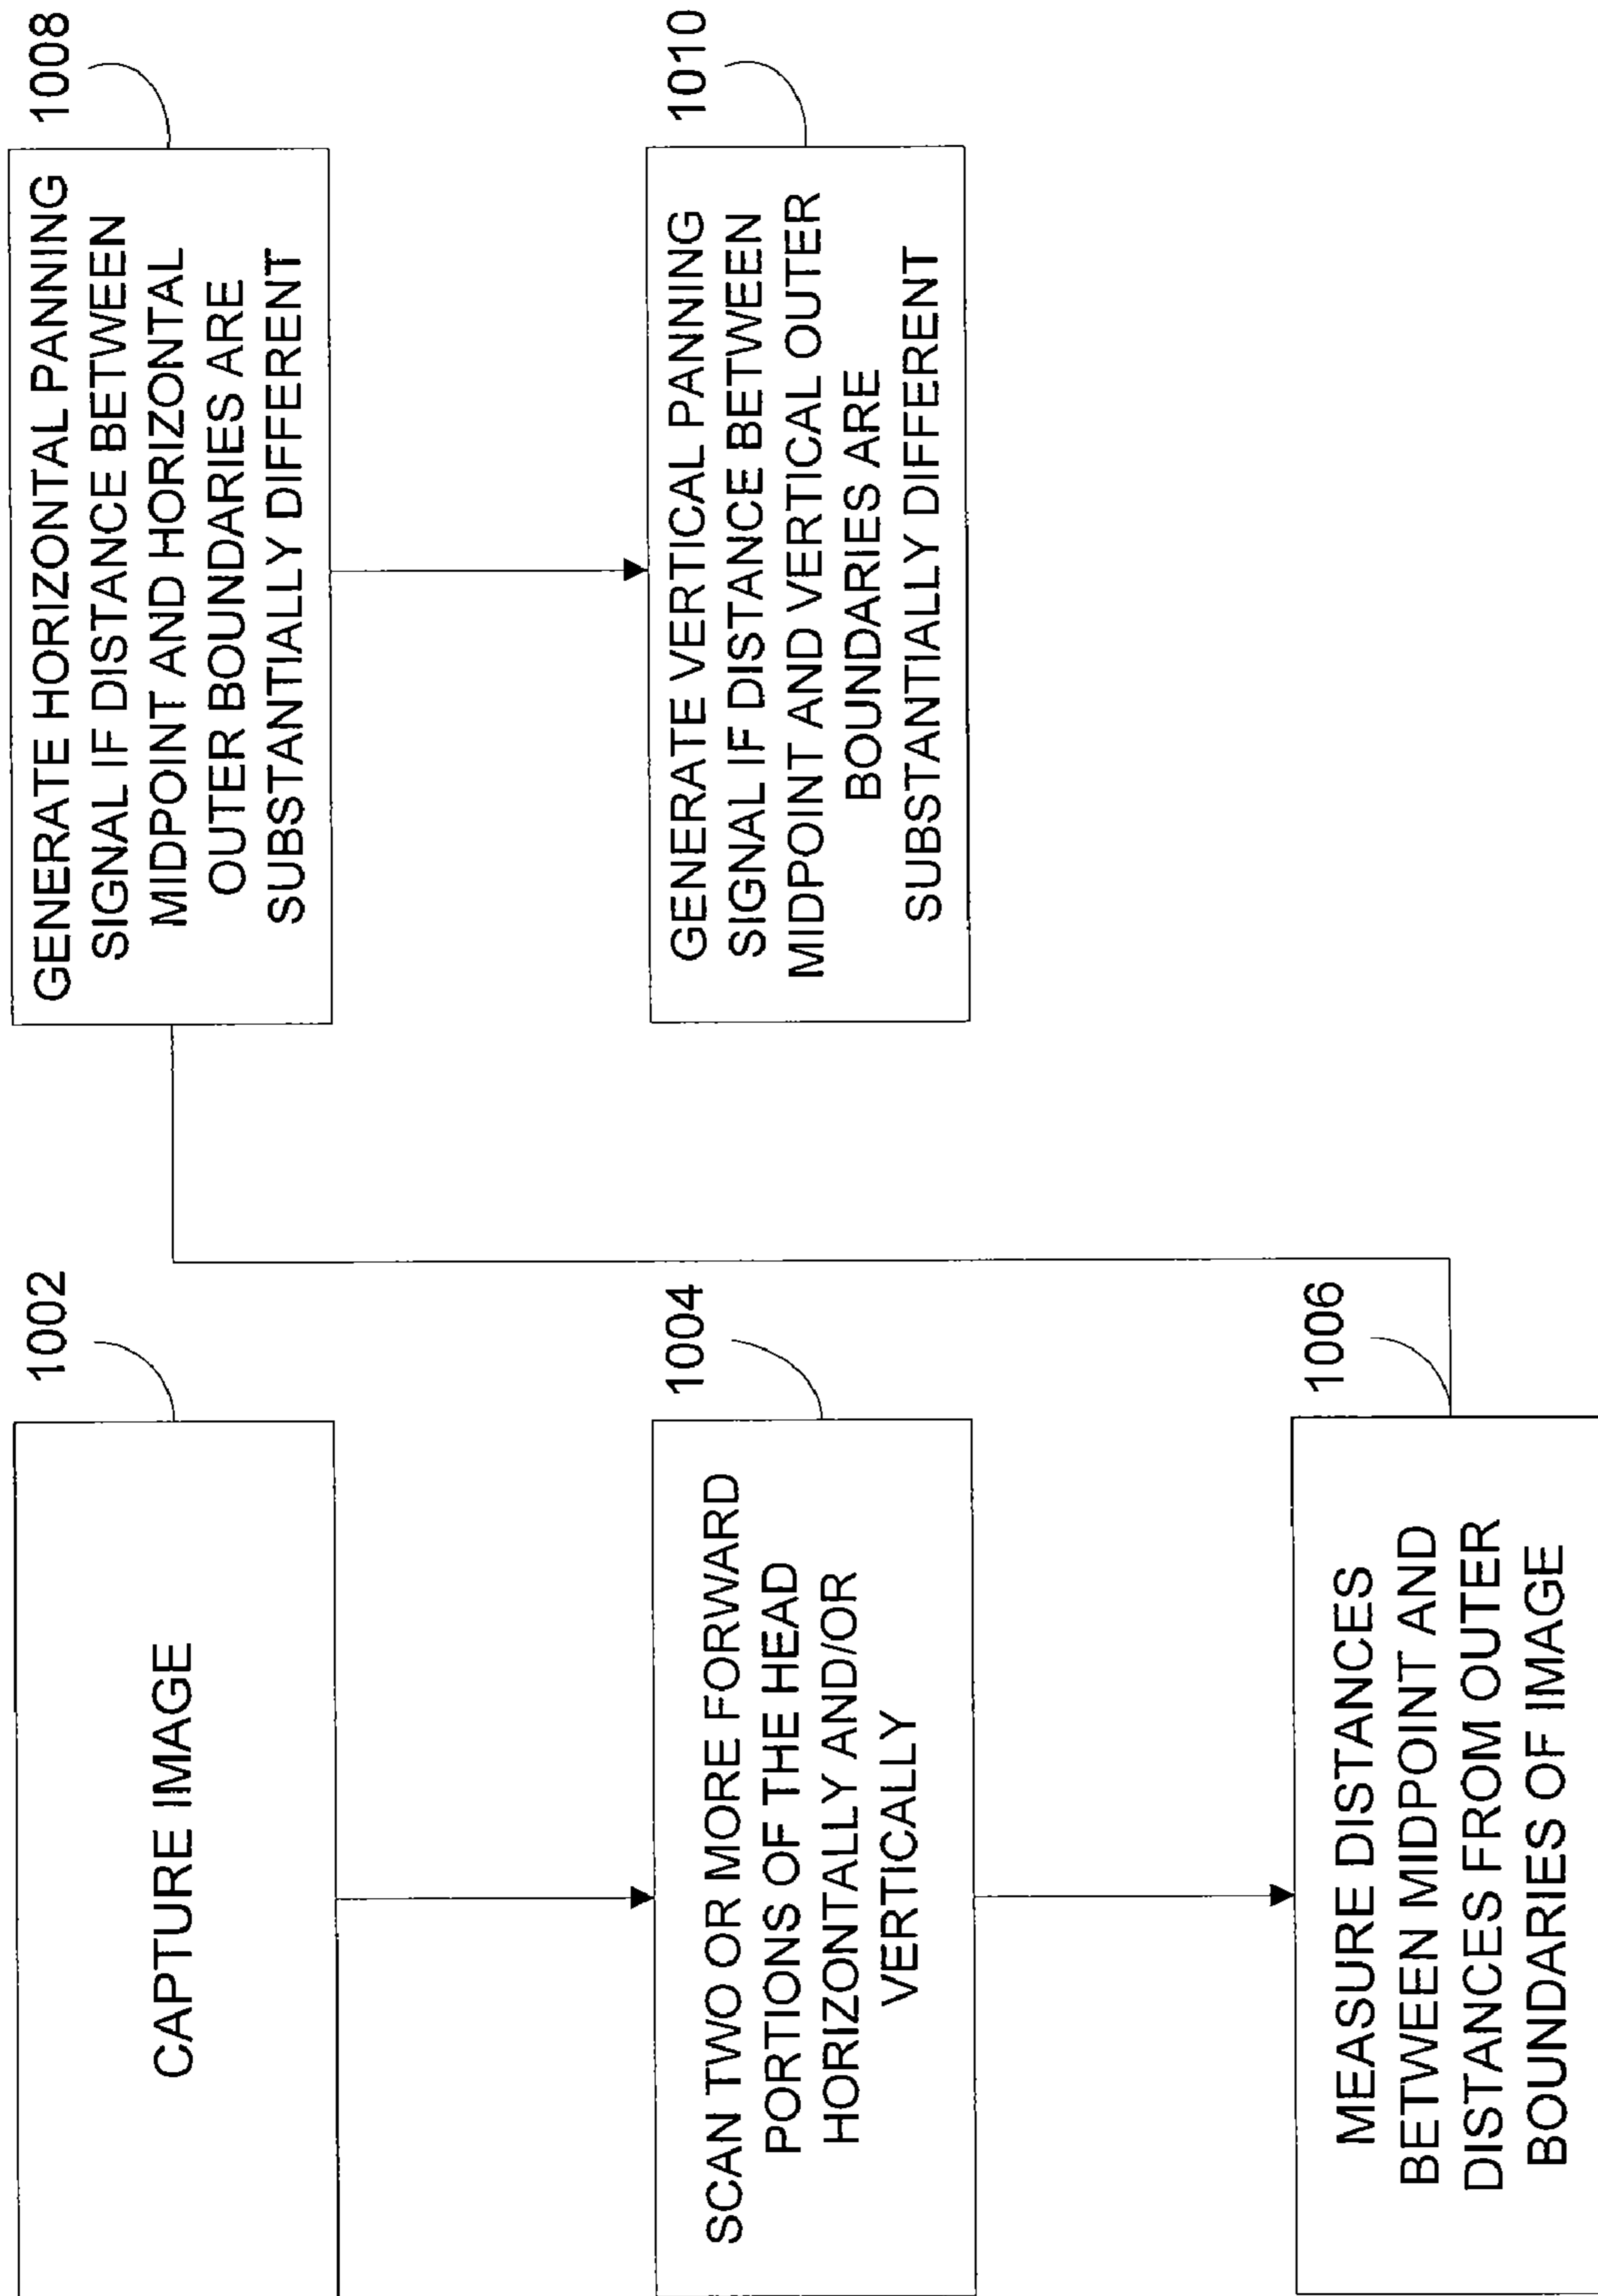 CAPTURE IMAGE
1002
SCAN TWO OR MORE FORWARD
PORTIONS OF THE HEAD
HORIZONTALLY AND/OR
VERTICALLY
1004
MEASURE DISTANCES
BETWEEN MIDPOINT AND
DISTANCES FROM OUTER
BOUNDARIES OF IMAGE
1006
GENERATE HORIZONTAL PANNING
SIGNAL IF DISTANCE BETWEEN
MIDPOINT AND HORIZONTAL
OUTER BOUNDARIES ARE
SUBSTANTIALLY DIFFERENT
1008
GENERATE VERTICAL PANNING
SIGNAL IF DISTANCE BETWEEN
MIDPOINT AND VERTICAL OUTER
BOUNDARIES ARE
SUBSTANTIALLY DIFFERENT
1010